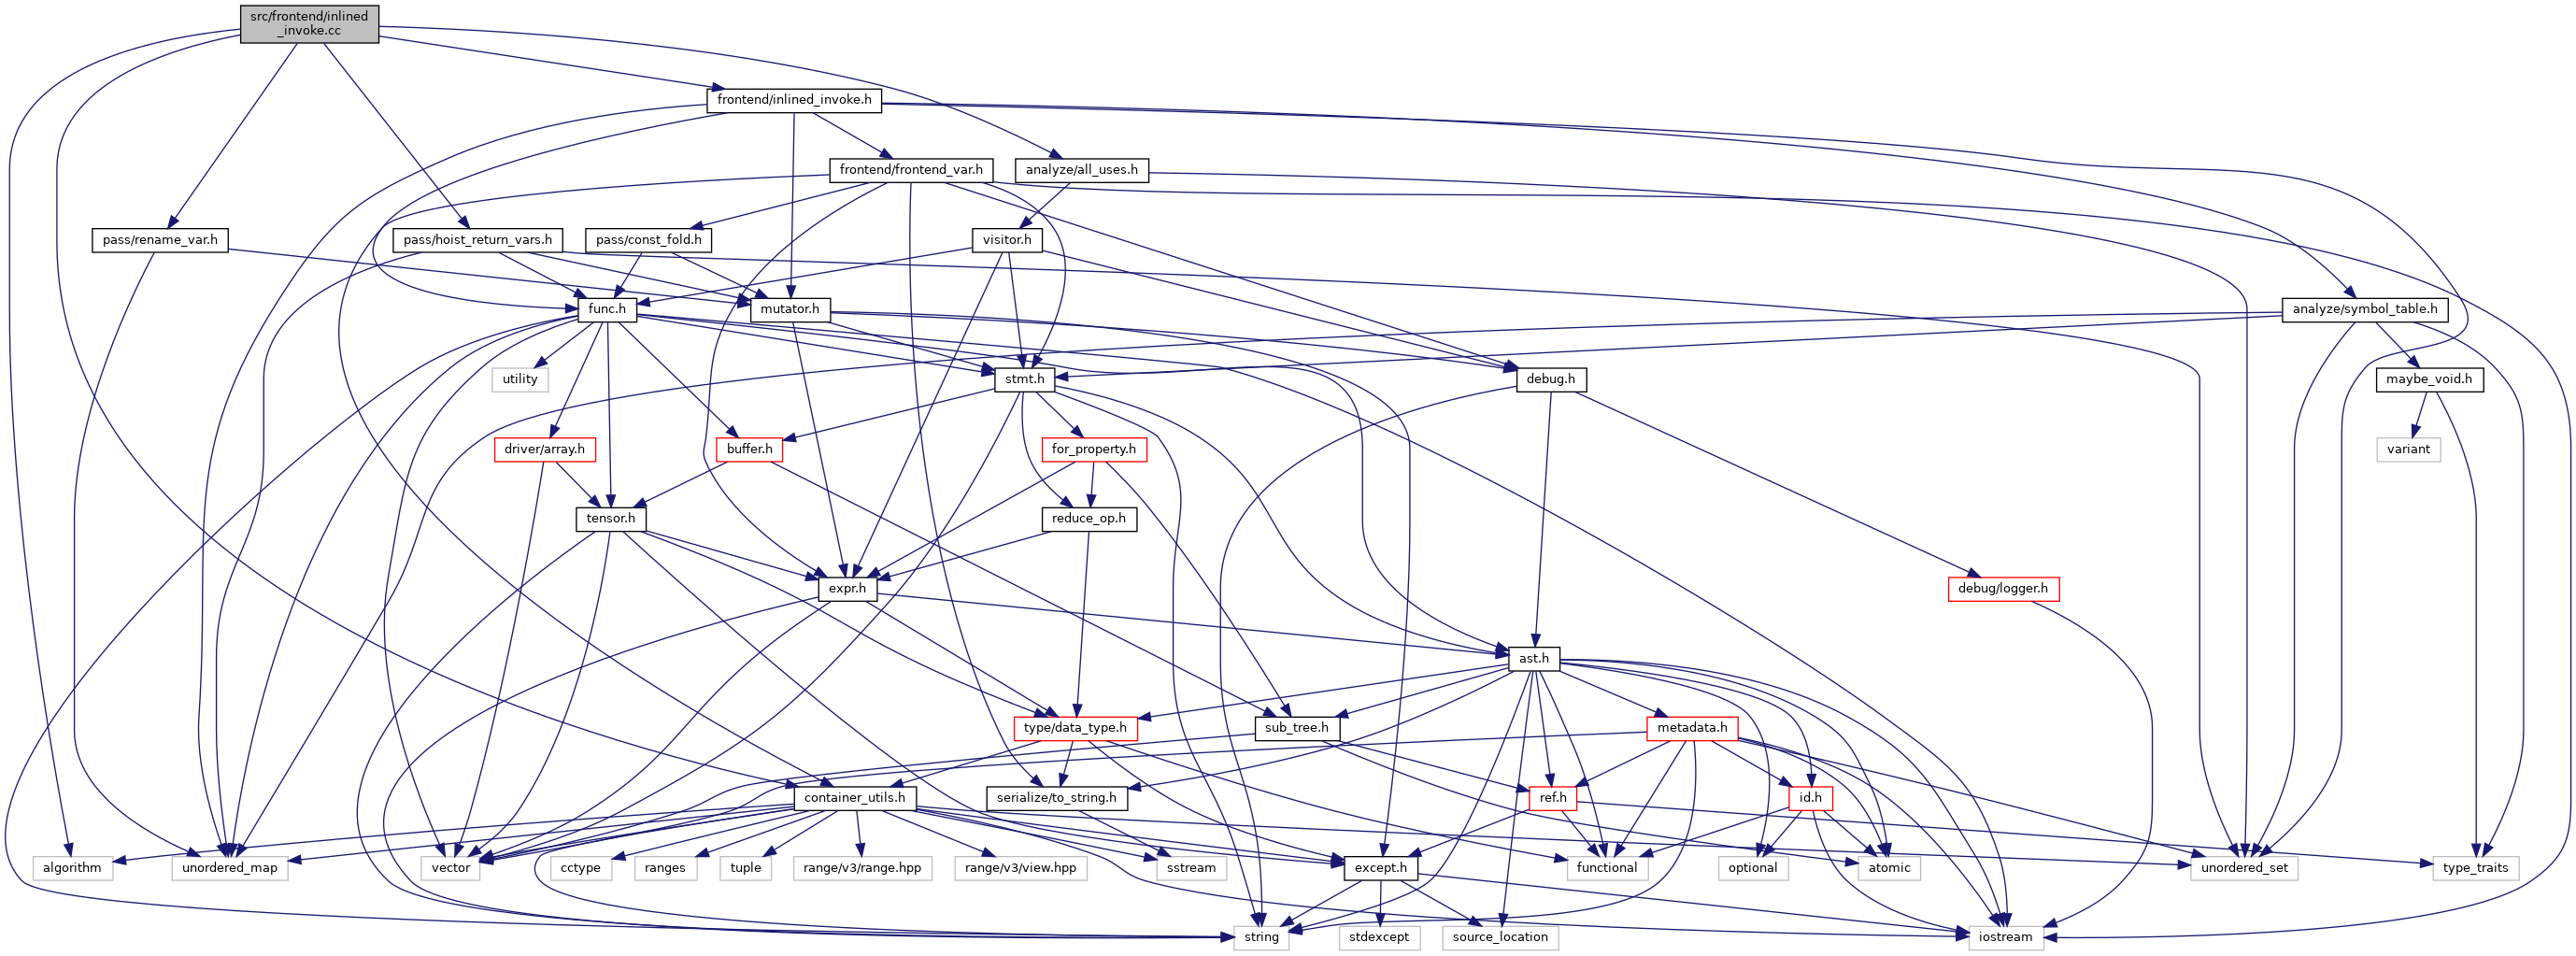 src/frontend/inlined
_invoke.cc
frontend/inlined_invoke.h
frontend/frontend_var.h
analyze/all_uses.h
pass/rename_var.h
pass/hoist_return_vars.h
pass/const_fold.h
visitor.h
func.h
mutator.h
analyze/symbol_table.h
utility
stmt.h
debug.h
maybe_void.h
driver/array.h
buffer.h
for_property.h
variant
tensor.h
reduce_op.h
expr.h
debug/logger.h
ast.h
type/data_type.h
sub_tree.h
metadata.h
container_utils.h
serialize/to_string.h
ref.h
id.h
algorithm
unordered_map
vector
cctype
ranges
tuple
range/v3/range.hpp
range/v3/view.hpp
sstream
except.h
functional
optional
atomic
unordered_set
type_traits
string
stdexcept
source_location
iostream